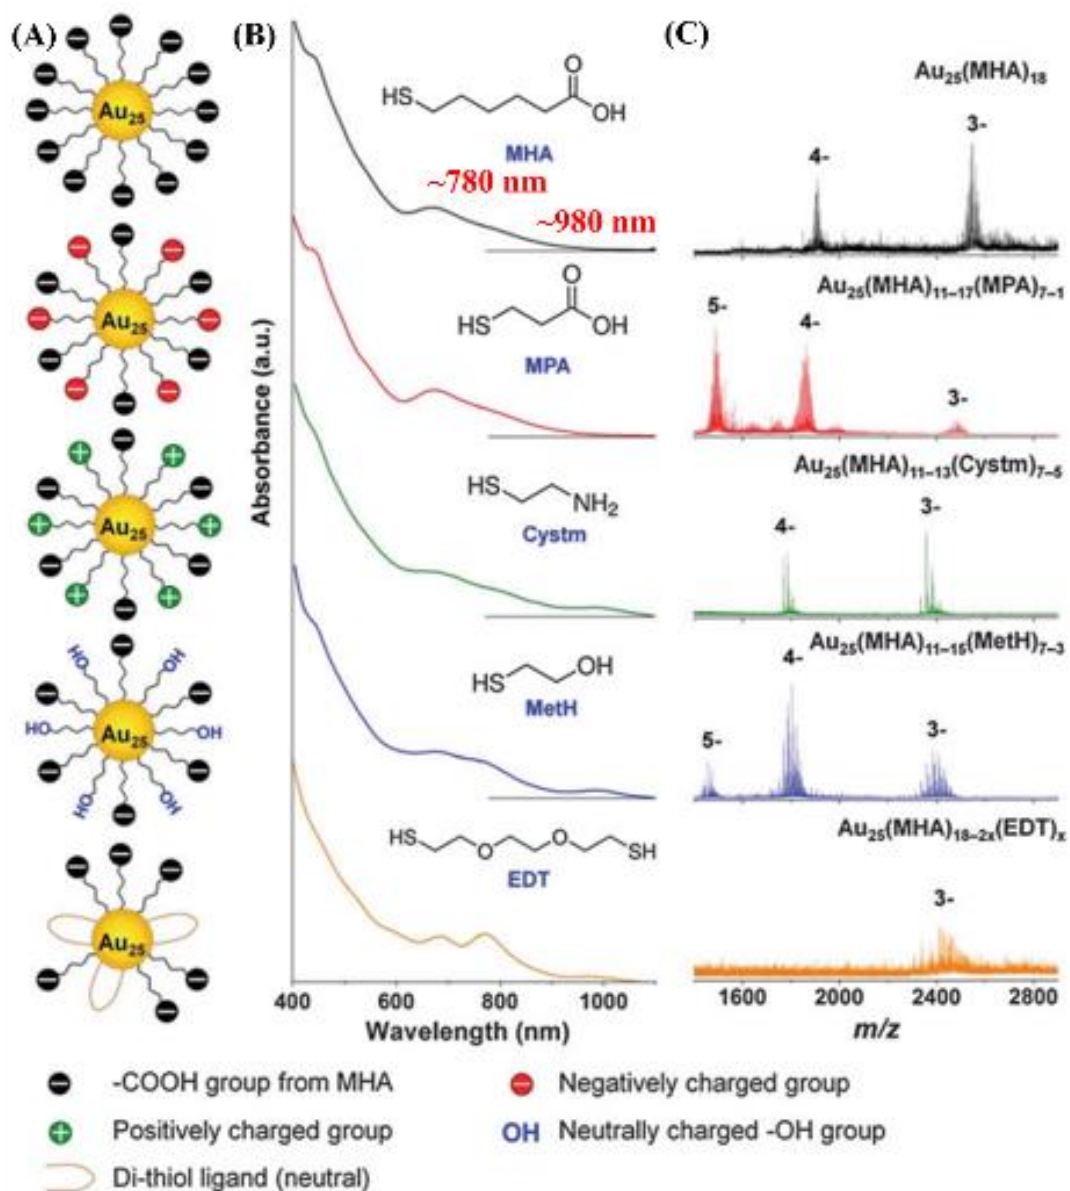 (A)
Au25
Au25
Au25
HO
OH
HO
Au25
OH
HO
OH
Au25
(B)
Absorbance (a.u.)
HS
O
OH
MHA
~780 nm
~980 nm
HS
O
OH
MPA
HS
NH2
Cystm
HS
OH
MetH
HS
O
O
SH
EDT
400
600
800
1000
Wavelength (nm)
(C)
Au25(MHA)18
4-
3-
Au25(MHA)11–17(MPA)7–1
5-
4-
3-
Au25(MHA)11–13(Cystm)7–5
4-
3-
Au25(MHA)11–15(MetH)7–3
5-
4-
3-
Au25(MHA)18–2x(EDT)x
3-
1600
2000
2400
2800
m/z
-COOH group from MHA
Negatively charged group
Positively charged group
OH Neutrally charged -OH group
Di-thiol ligand (neutral)